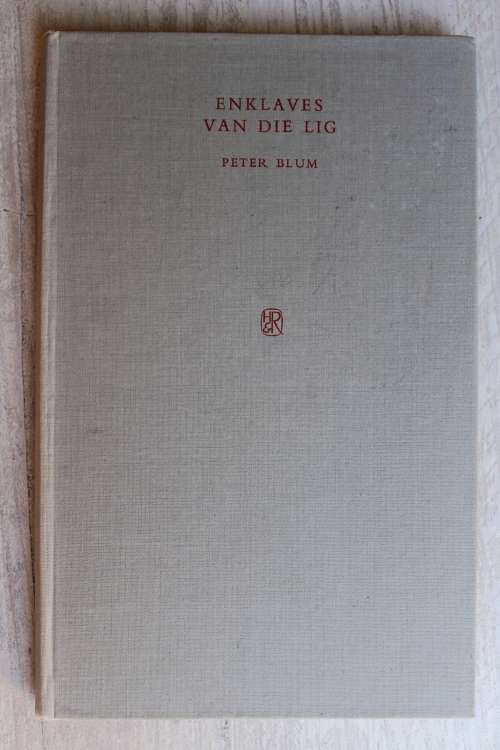 ENKLAVES
VAN DIE LIG
PETER BLUM
H&R